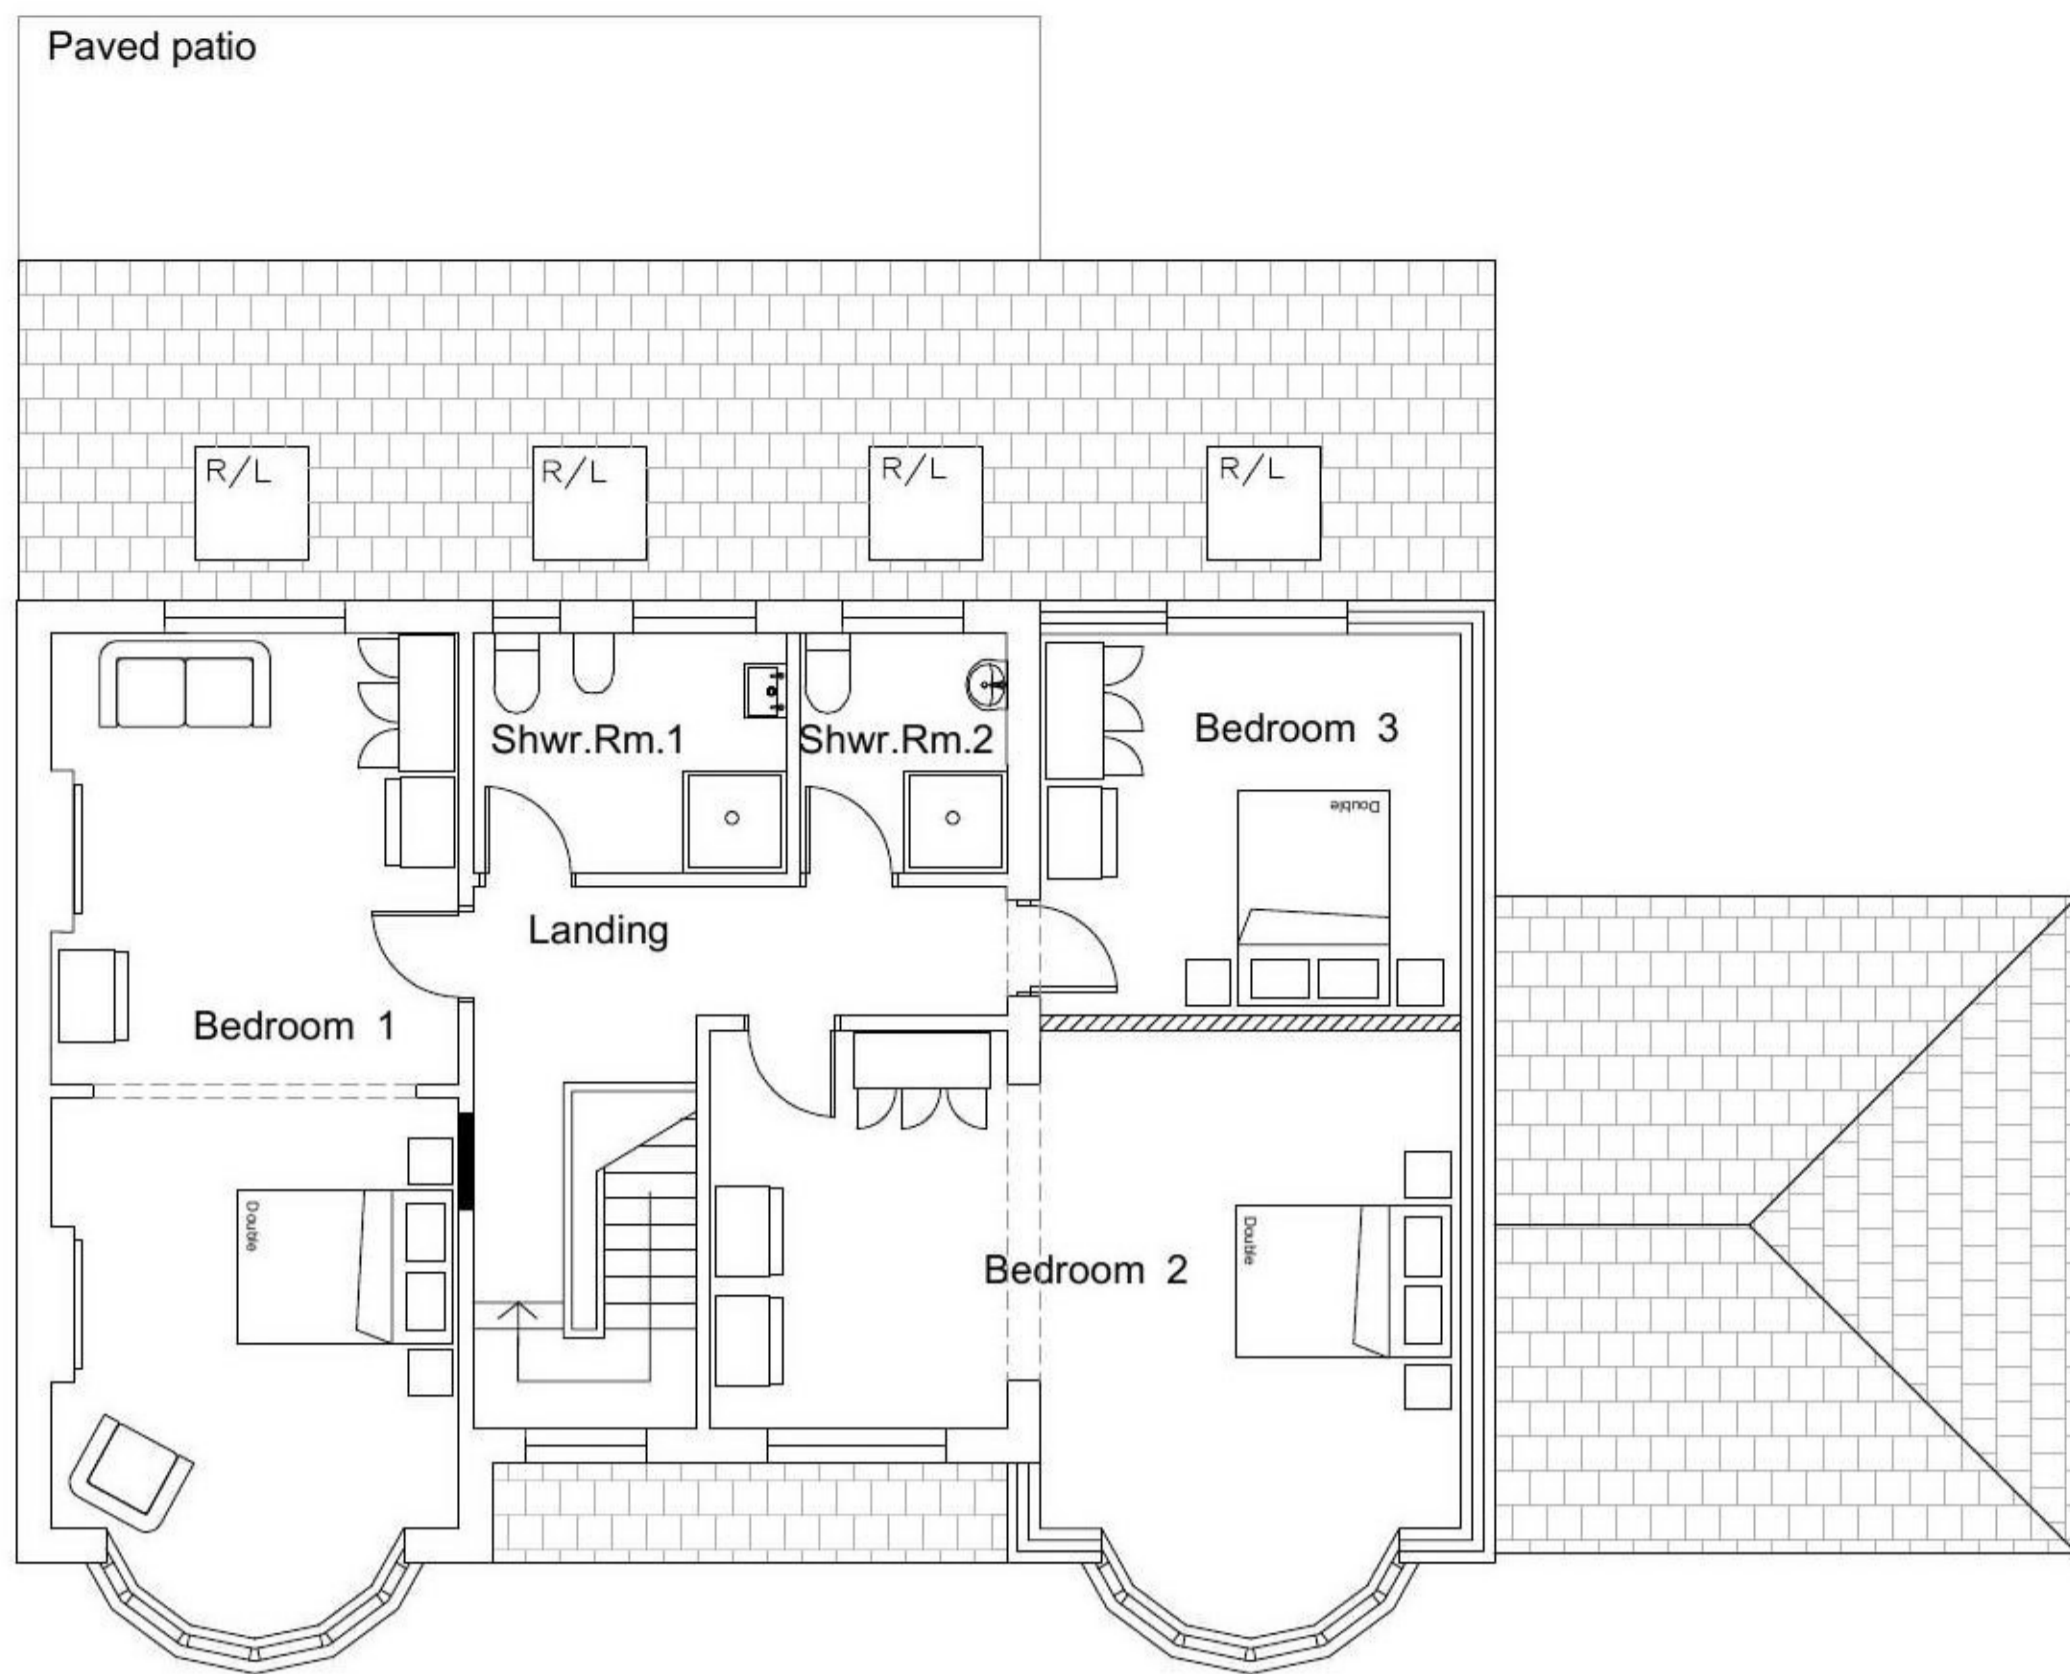 Paved patio
R/L
R/L
R/L
R/L
Shwr.Rm.1
Shwr.Rm.2
Bedroom 3
Double
Landing
Bedroom 1
Double
Bedroom 2
Double